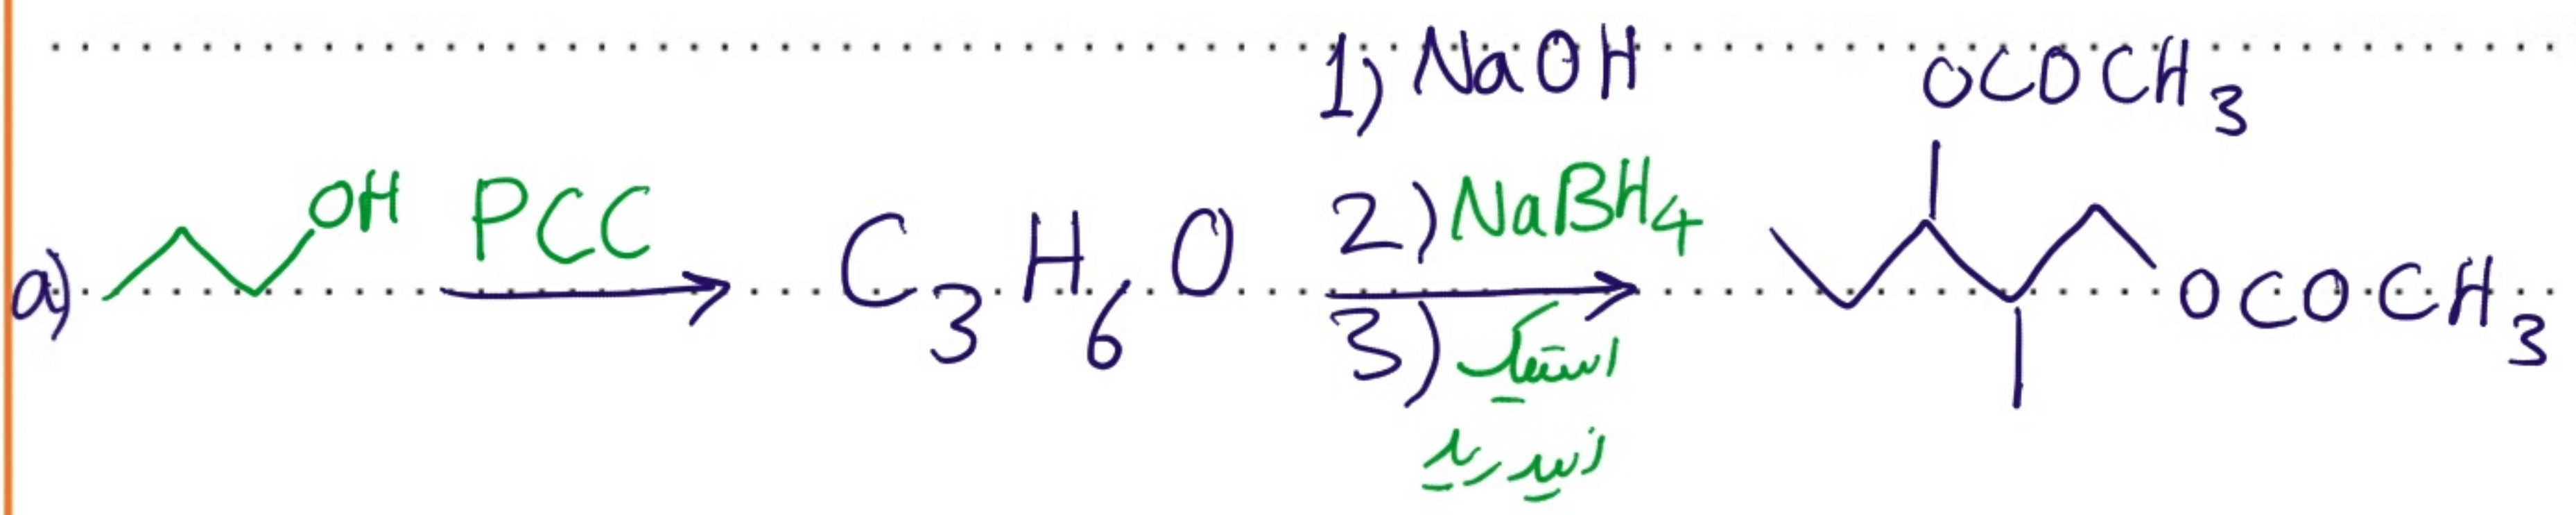 1) NaOH
OCOCH3
a) OH PCC C3H6O 2) NaBH4
3) استیک OCOCH3
انیدرید